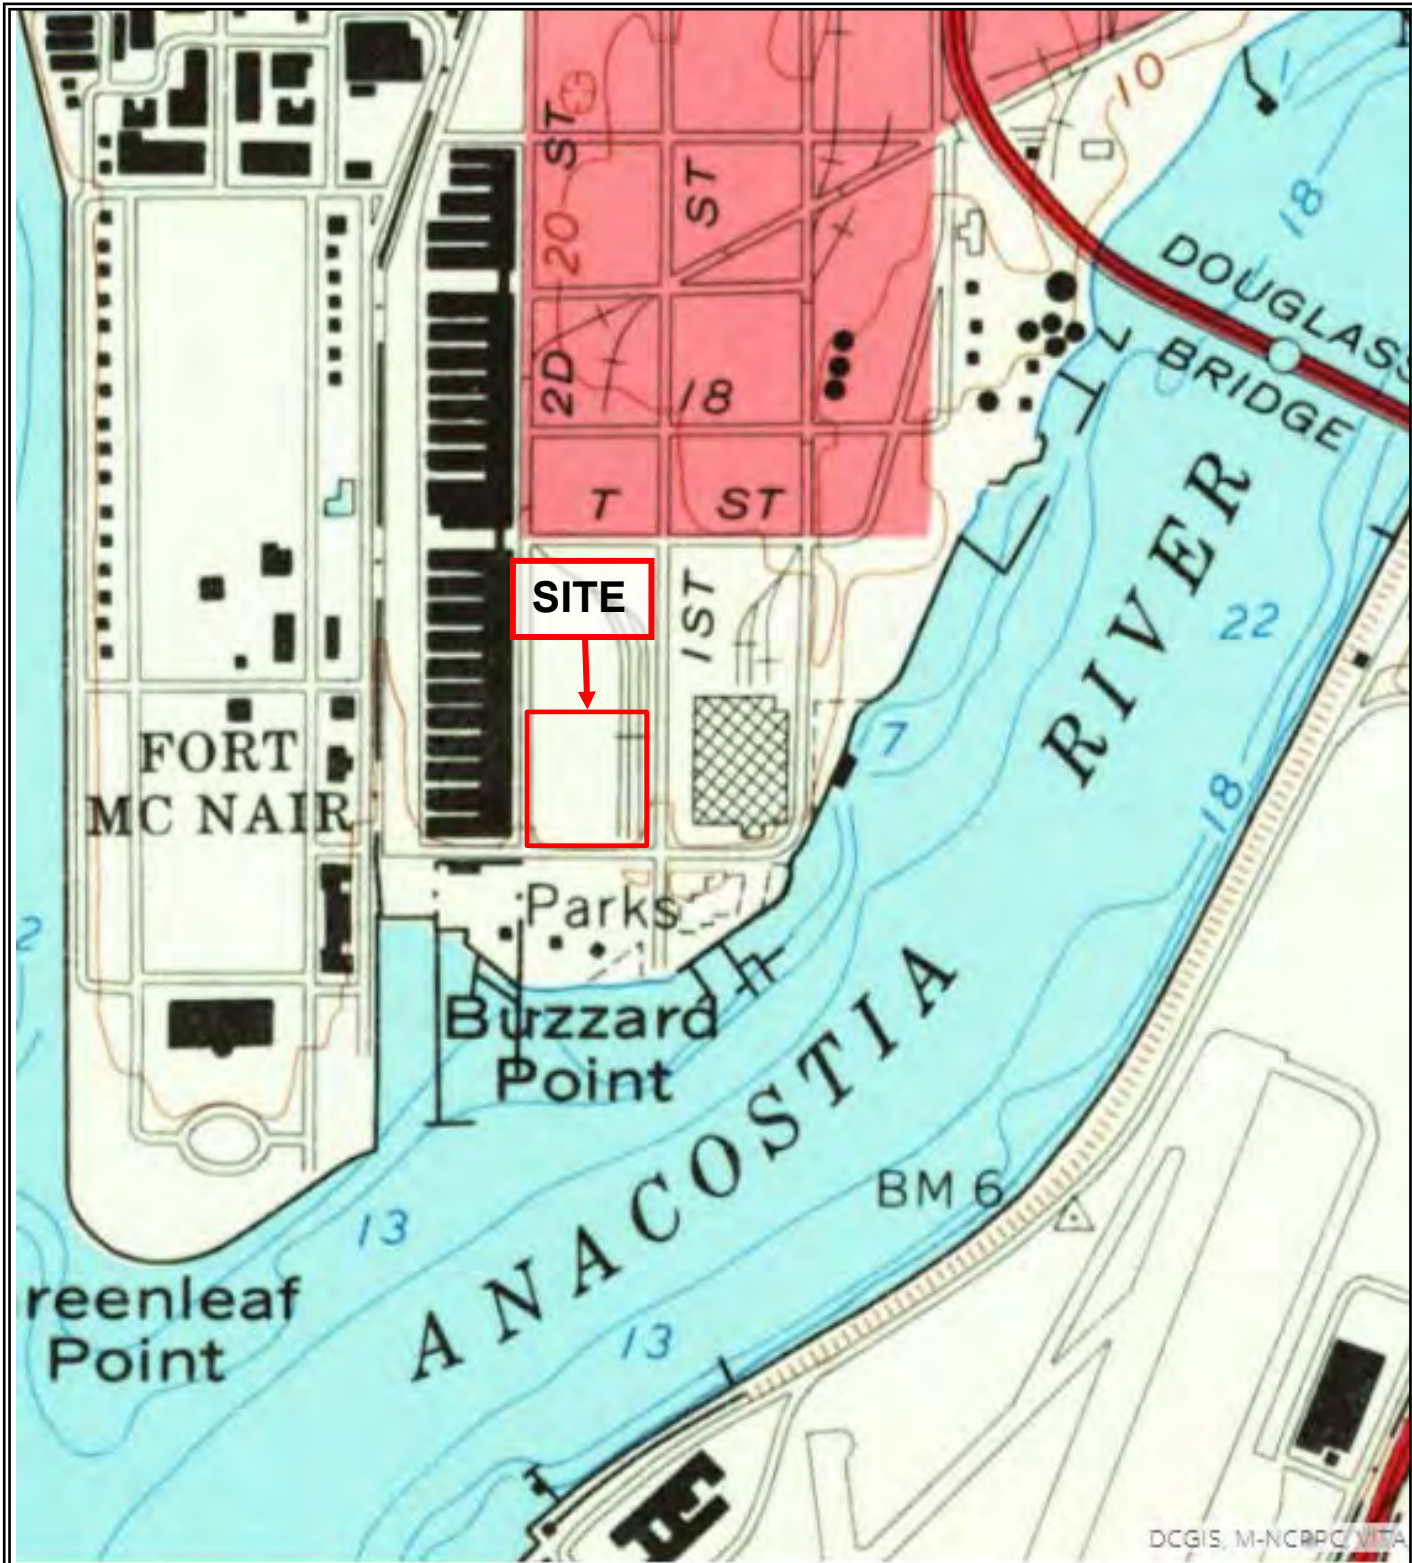 10
ST
20
ST
18
DOUGLASS
BRIDGE
2D
18
T ST
SITE
1ST
RIVER
22
7
FORT
MC NAIR
18
Parks
2
Buzzard
Point
ANACOSTIA
BM 6
13
reenleaf
Point
13
DCGIS, M-NCPPC, VITA